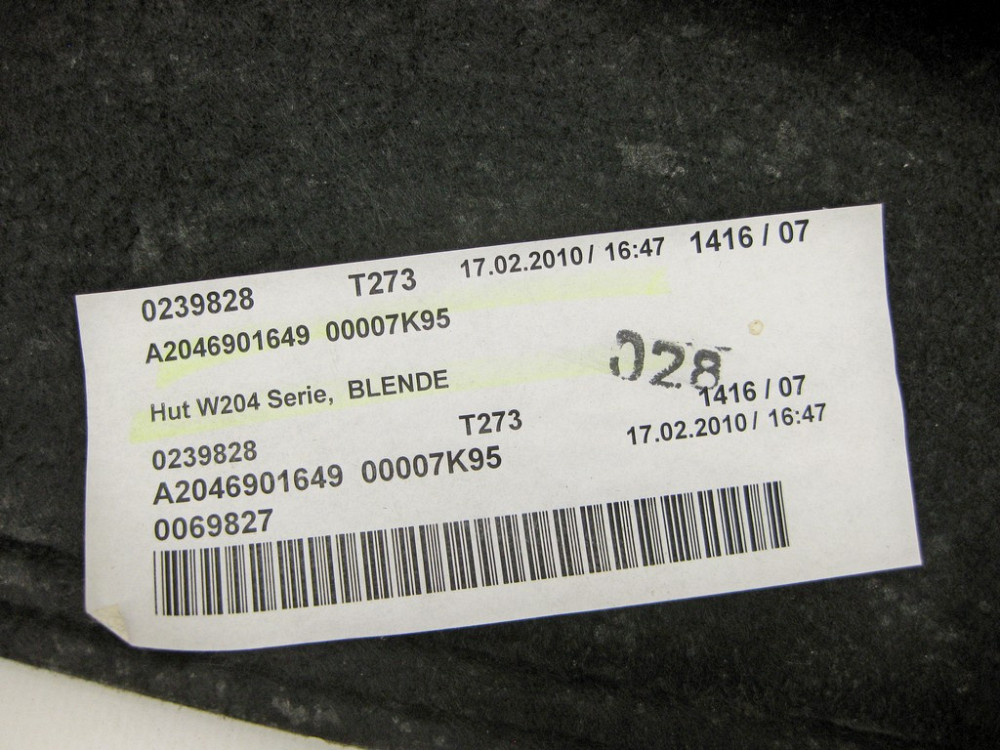 0239828 T273 17.02.2010 / 16:47 1416 / 07
A2046901649 00007K95
028
Hut W204 Serie, BLENDE
1416 / 07
0239828 T273 17.02.2010 / 16:47
A2046901649 00007K95
0069827